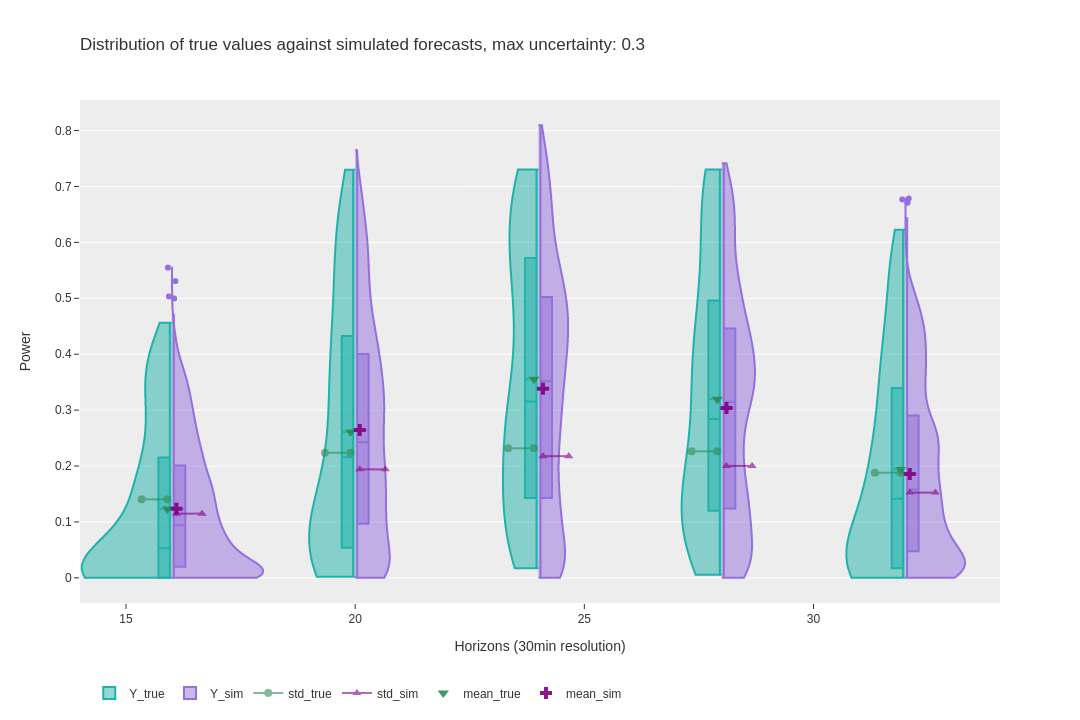 Distribution of true values against simulated forecasts, max uncertainty: 0.3
0.8
0.7
0.6
0.5
0.4
0.3
0.2
0.1
0
Power
15 20 25 30
Horizons (30min resolution)
Y_true Y_sim std_true std_sim mean_true mean_sim